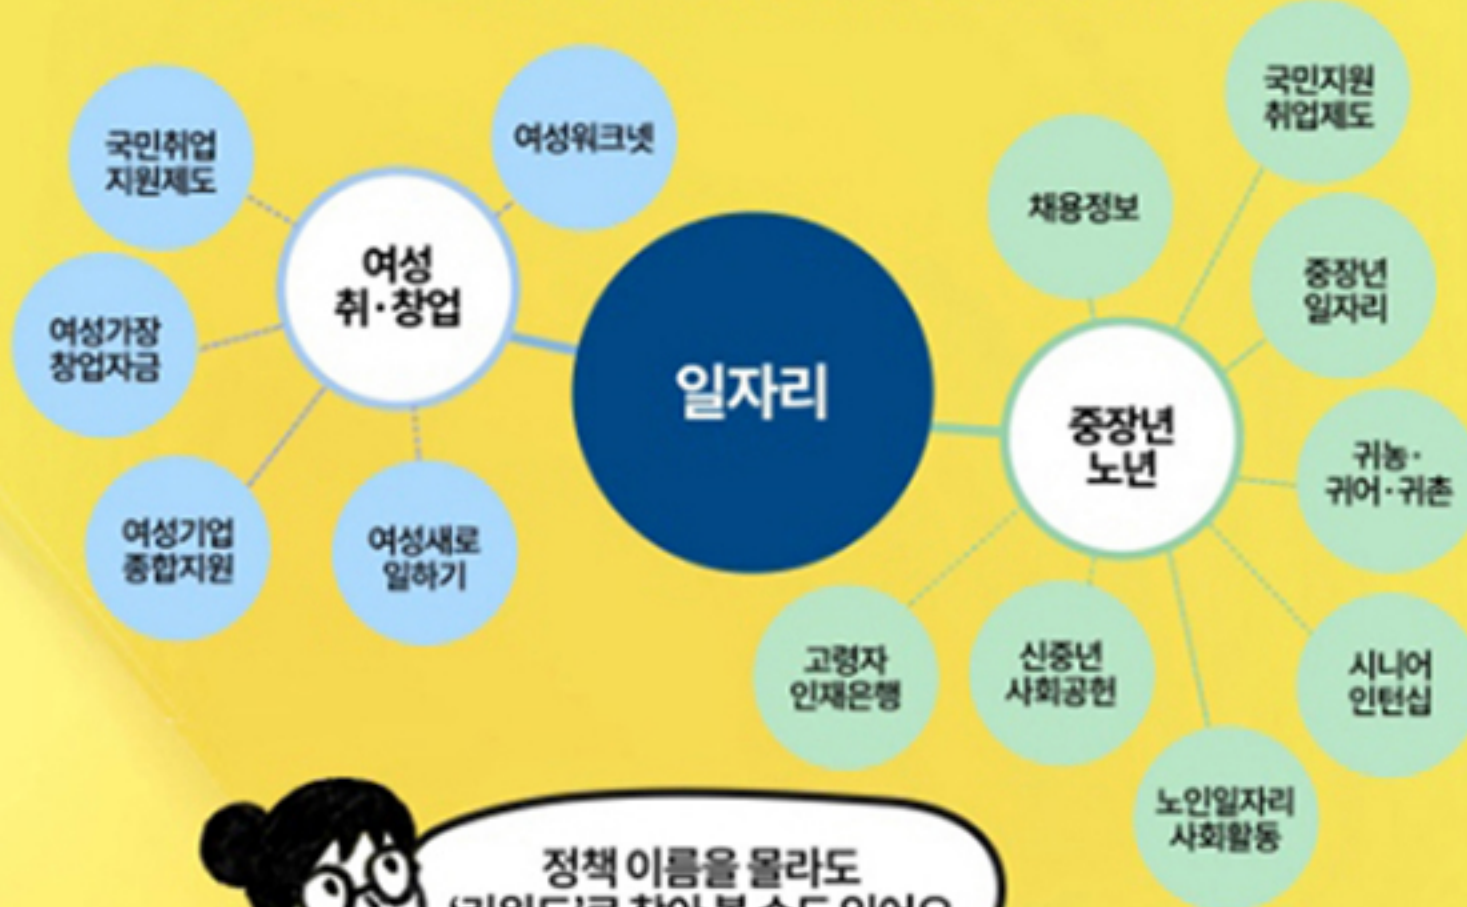 국민취업
지원제도
여성워크넷
여성
취·창업
여성가장
창업자금
여성기업
종합지원
여성새로
일하기
일자리
국민지원
취업제도
채용정보
중장년
일자리
중장년
노년
귀농·
귀어·귀촌
고령자
인재은행
신중년
사회공헌
시니어
인턴십
노인일자리
사회활동
정책 이름을 몰라도